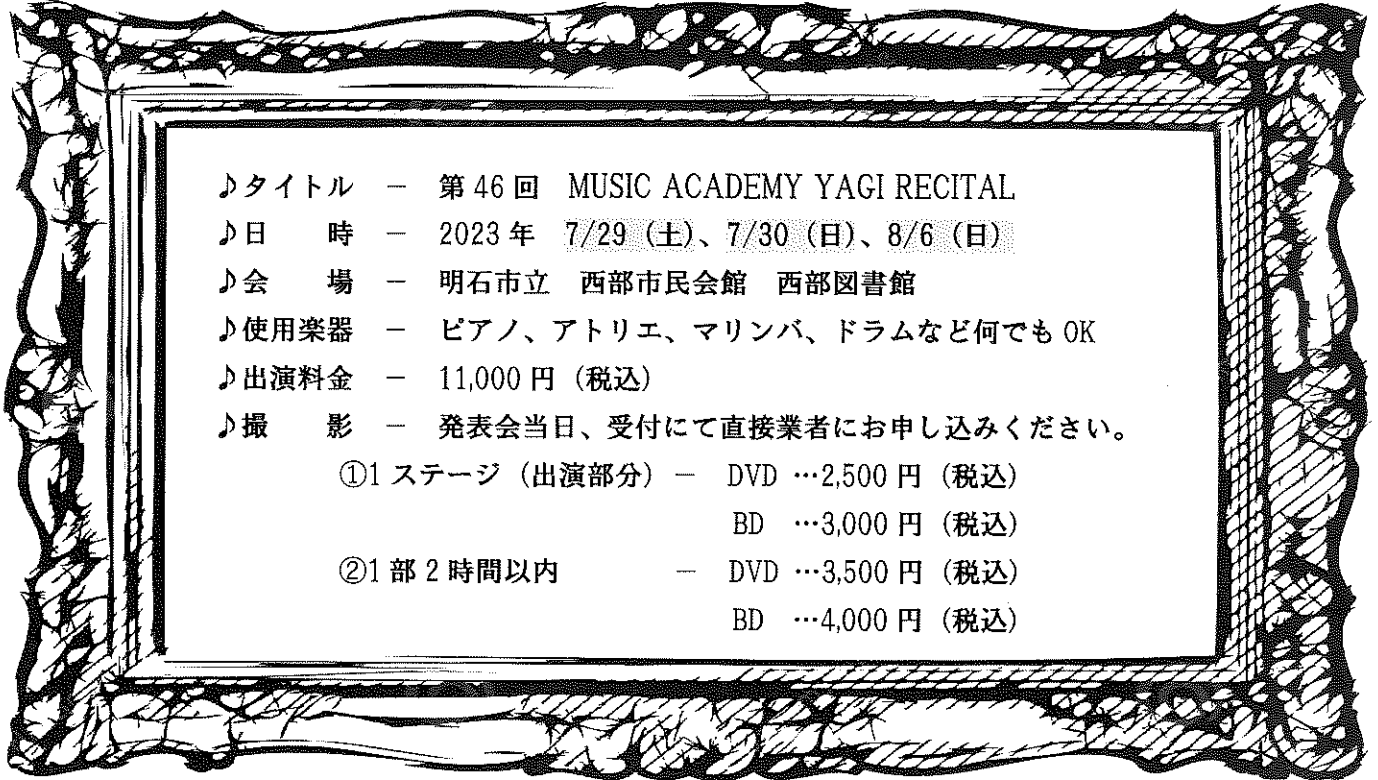 ♪タイトル － 第46回 MUSIC ACADEMY YAGI RECITAL
♪日　　時 － 2023年 7/29（土）、7/30（日）、8/6（日）
♪会　　場 － 明石市立　西部市民会館　西部図書館
♪使用楽器 － ピアノ、アトリエ、マリンバ、ドラムなど何でもOK
♪出演料金 － 11,000円（税込）
♪撮　　影 － 発表会当日、受付にて直接業者にお申し込みください。
①1ステージ（出演部分）－ DVD …2,500円（税込）
BD …3,000円（税込）
②1部2時間以内 － DVD …3,500円（税込）
BD …4,000円（税込）